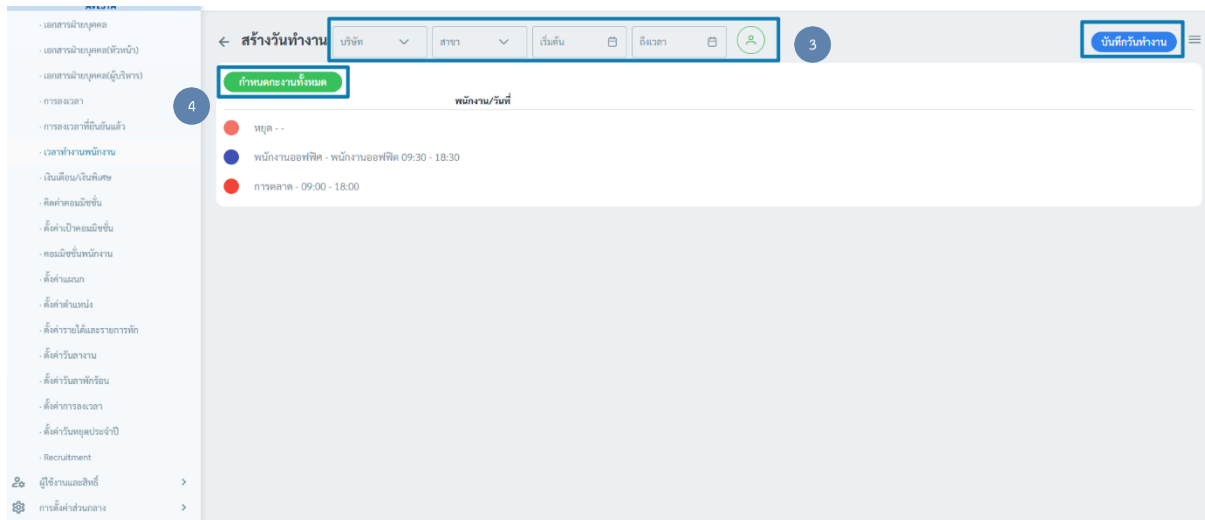 · เอกสารฝ่ายบุคคล
· เอกสารฝ่ายบุคคล(หัวหน้า)
· เอกสารฝ่ายบุคคล(ผู้บริหาร)
· การลงเวลา
· การลงเวลาที่ยืนยันแล้ว
· เวลาทำงานพนักงาน
· เงินเดือน/เงินพิเศษ
· คิดค่าคอมมิชชั่น
· ตั้งค่าเป้าคอมมิชชั่น
· คอมมิชชั่นพนักงาน
· ตั้งค่าแผนก
· ตั้งค่าตำแหน่ง
· ตั้งค่ารายได้และรายการหัก
· ตั้งค่าวันลางาน
· ตั้งค่าวันลาพักร้อน
· ตั้งค่าการลงเวลา
· ตั้งค่าวันหยุดประจำปี
· Recruitment
ผู้ใช้งานและสิทธิ์
การตั้งค่าส่วนกลาง
สร้างวันทำงาน บริษัท สาขา เริ่มต้น ถึงเวลา 3 บันทึกวันทำงาน
กำหนดกะงานทั้งหมด
4
พนักงาน/วันที่
หยุด - -
พนักงานออฟฟิศ - พนักงานออฟฟิต 09:30 - 18:30
การตลาด - 09:00 - 18:00